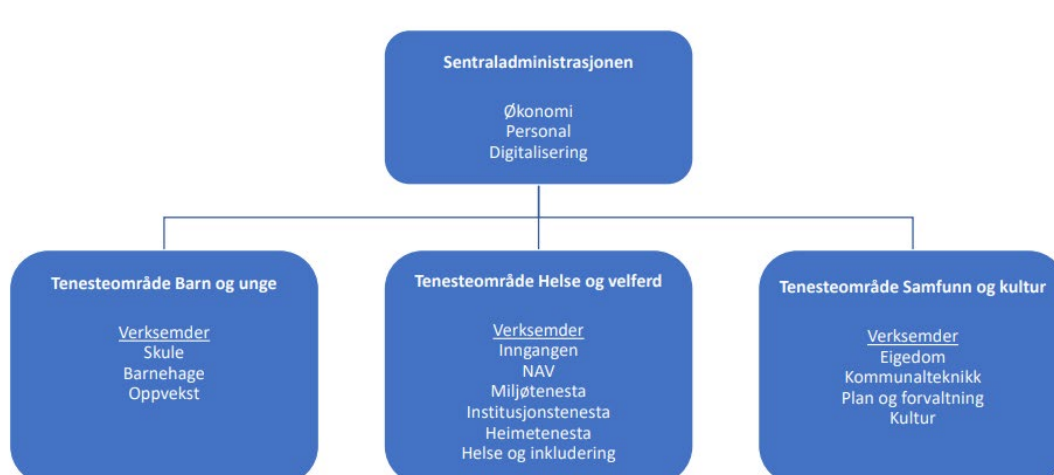 Sentraladministrasjonen
Økonomi
Personal
Digitalisering
Tenesteområde Barn og unge
Verksemder
Skule
Barnehage
Oppvekst
Tenesteområde Helse og velferd
Verksemder
Inngangen
NAV
Miljøtenesta
Institusjonstenesta
Heimetenesta
Helse og inkludering
Tenesteområde Samfunn og kultur
Verksemder
Eigedom
Kommunalteknikk
Plan og forvaltning
Kultur